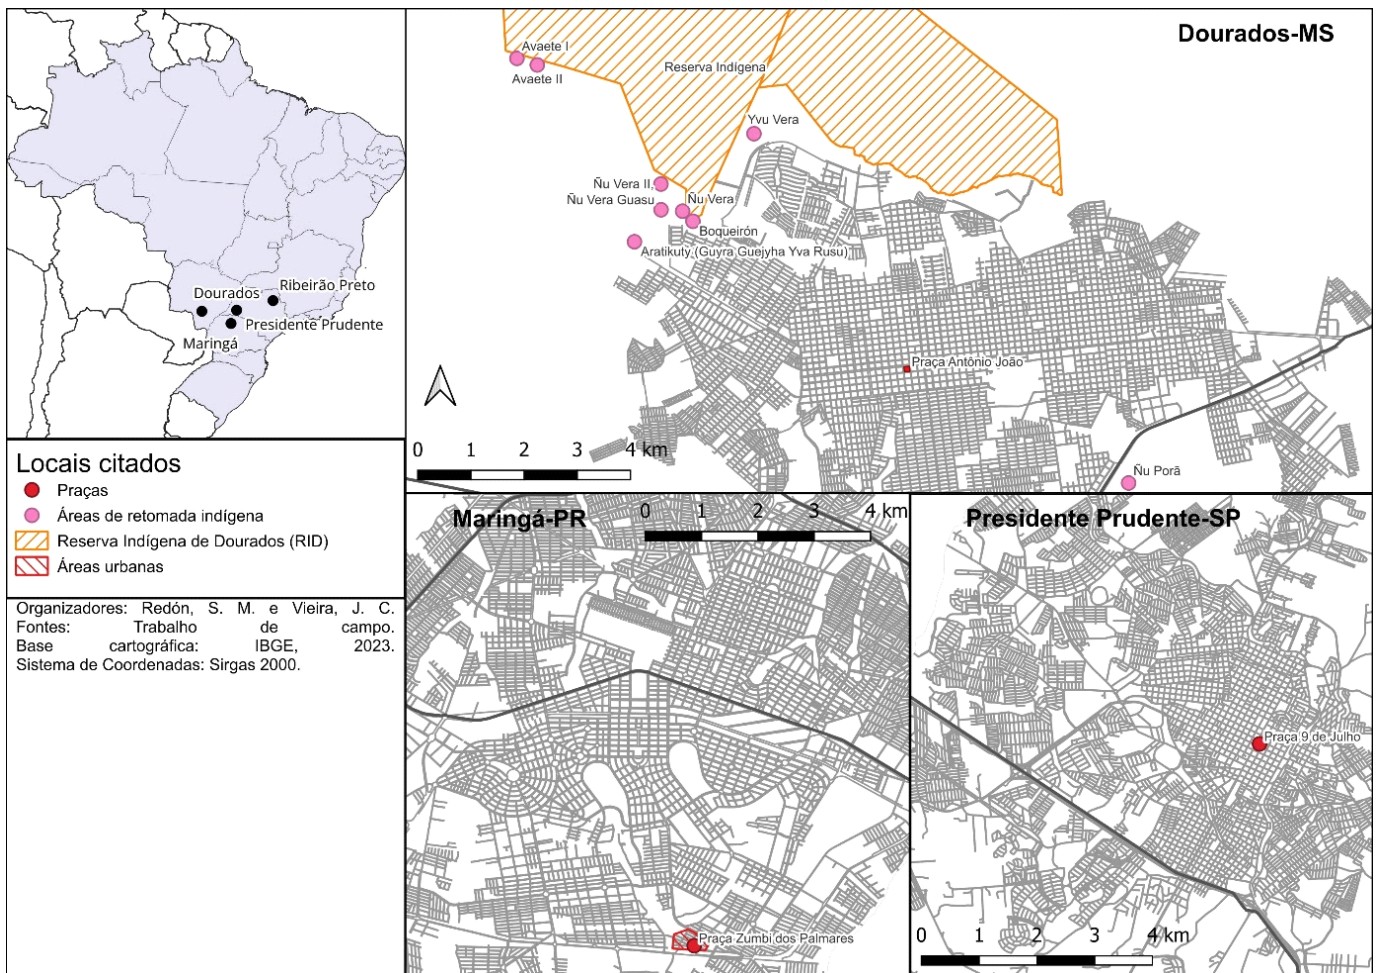 Dourados
Ribeirão Preto
Presidente Prudente
Maringá
Locais citados
Praças
Áreas de retomada indígena
Reserva Indígena de Dourados (RID)
Áreas urbanas
Organizadores: Redón, S. M. e Vieira, J. C.
Fontes: Trabalho de campo.
Base cartográfica: IBGE, 2023.
Sistema de Coordenadas: Sirgas 2000.
Dourados-MS
Avaete I
Avaete II
Reserva Indígena
Yvu Vera
Ñu Vera II,
Ñu Vera Guasu
Ñu Vera
Boqueirón
Aratikuty (Guyra Guejyha Yva Rusu)
Praça Antônio João
Ñu Porã
0 1 2 3 4 km
Maringá-PR
0 1 2 3 4 km
Praça Zumbi dos Palmares
Presidente Prudente-SP
Praça 9 de Julho
0 1 2 3 4 km